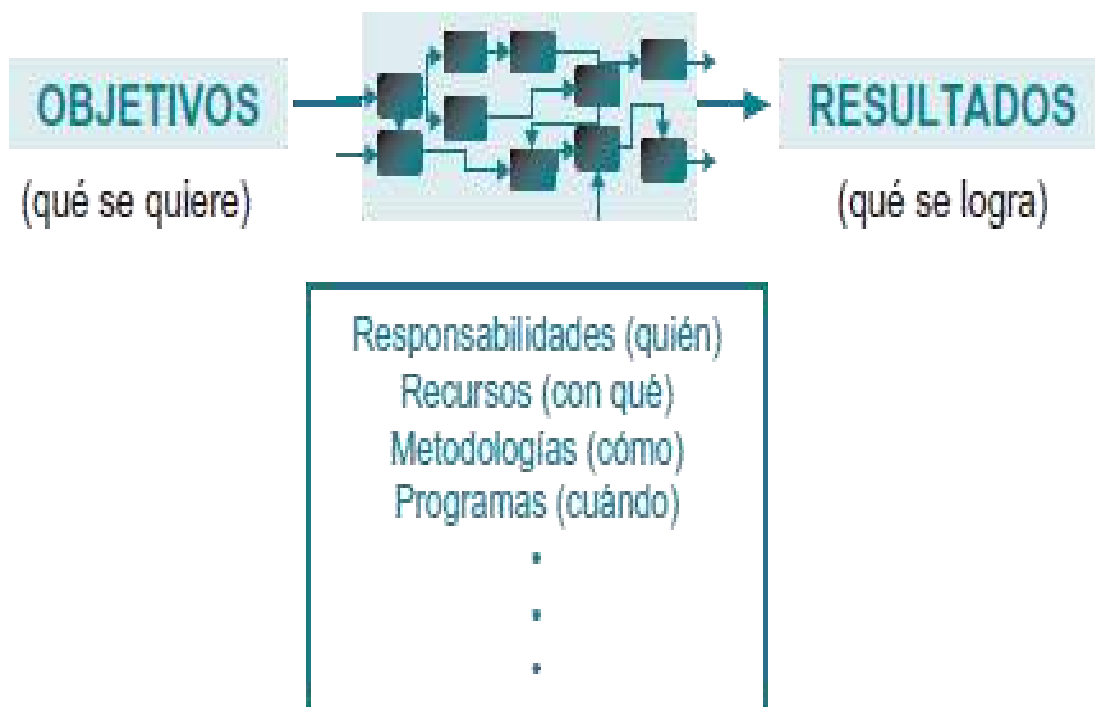 OBJETIVOS
RESULTADOS
(qué se quiere)
(qué se logra)
Responsabilidades (quién)
Recursos (con qué)
Metodologías (cómo)
Programas (cuándo)
.
.
.